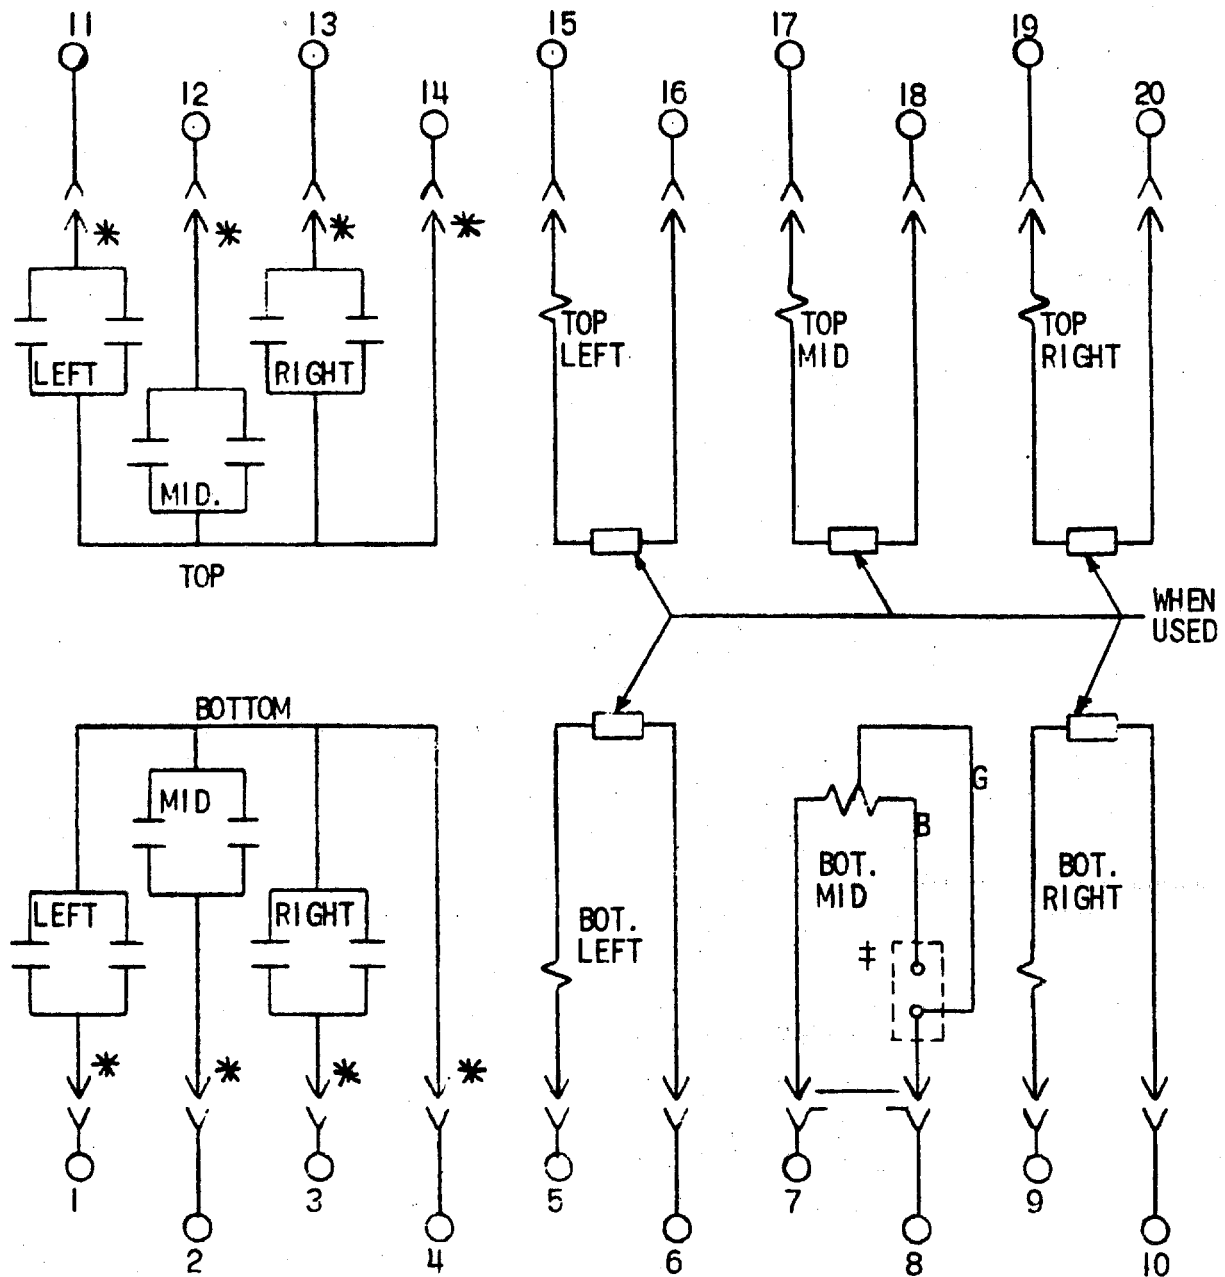 11 13 15 17 19
12 14 16 18 20
* * * *
TOP LEFT
TOP MID
TOP RIGHT
LEFT RIGHT
MID.
TOP
WHEN USED
BOTTOM
MID
G
B
LEFT RIGHT
BOT. LEFT
BOT. MID
BOT. RIGHT
‡
* * * *
1 3 5 7 9
2 4 6 8 10